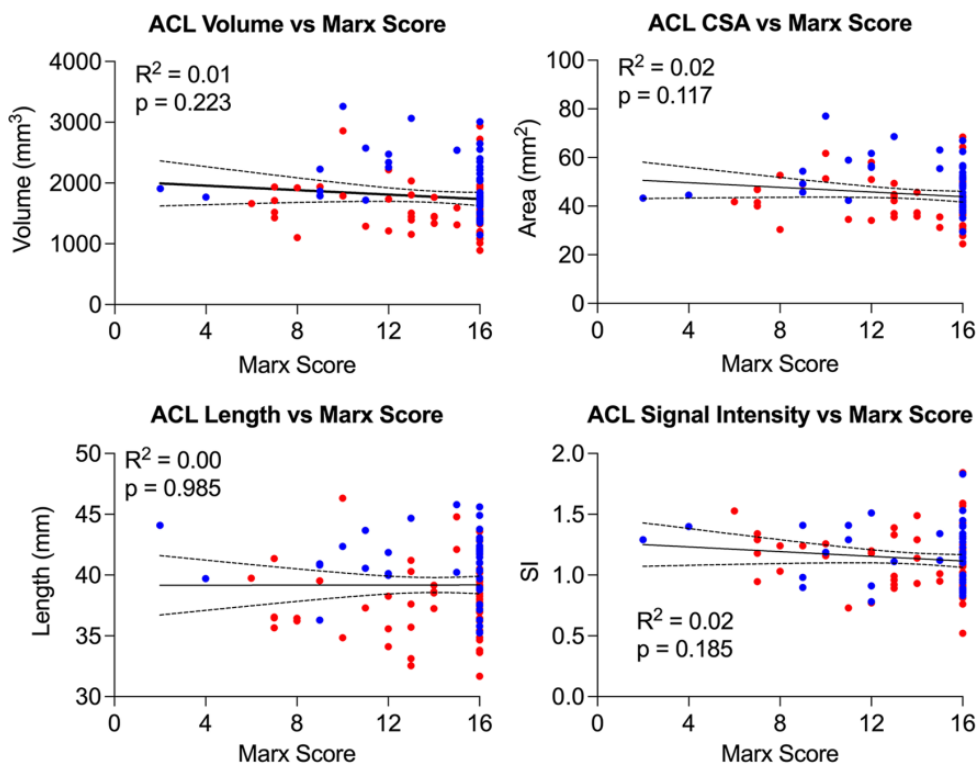 ACL Volume vs Marx Score
R² = 0.01
p = 0.223
Volume (mm³)
4000
3000
2000
1000
0
0 4 8 12 16
Marx Score
ACL CSA vs Marx Score
R² = 0.02
p = 0.117
Area (mm²)
100
80
60
40
20
0
0 4 8 12 16
Marx Score
ACL Length vs Marx Score
R² = 0.00
p = 0.985
Length (mm)
50
45
40
35
30
0 4 8 12 16
Marx Score
ACL Signal Intensity vs Marx Score
SI
2.0
1.5
1.0
0.5
0.0
R² = 0.02
p = 0.185
0 4 8 12 16
Marx Score